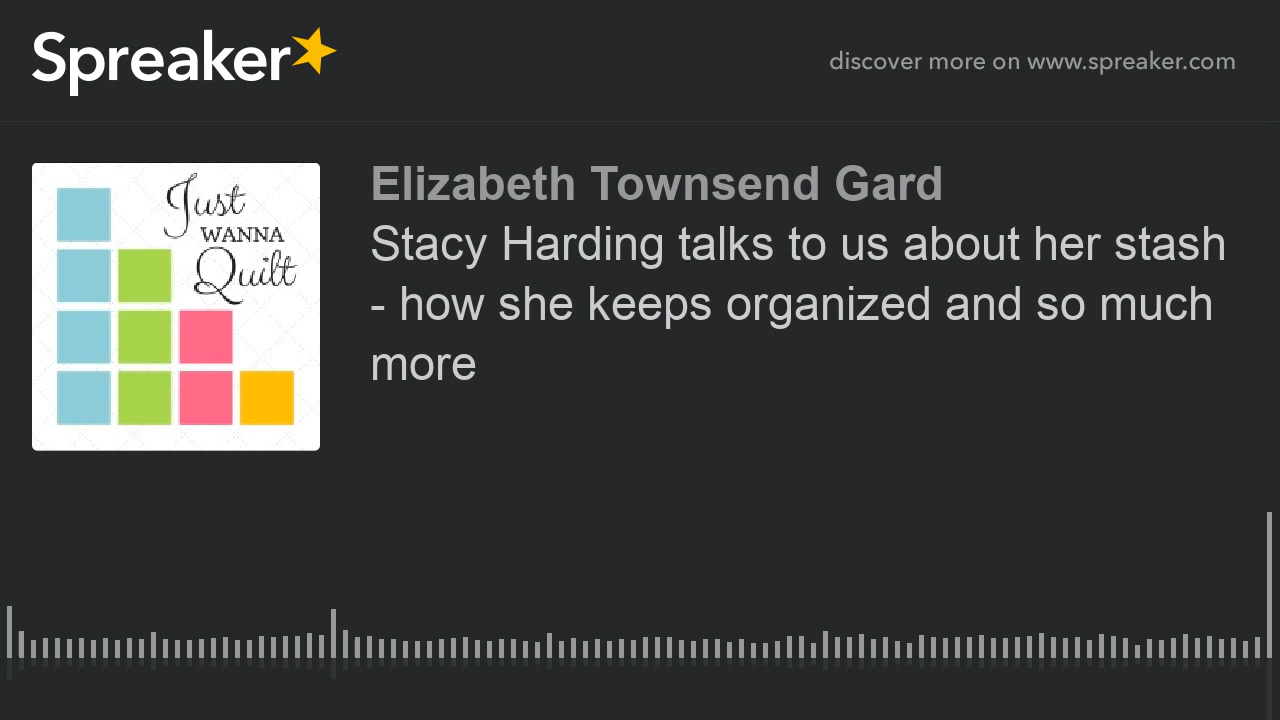 Spreaker
discover more on www.spreaker.com
Just
WANNA
Quilt
Elizabeth Townsend Gard
Stacy Harding talks to us about her stash
- how she keeps organized and so much
more